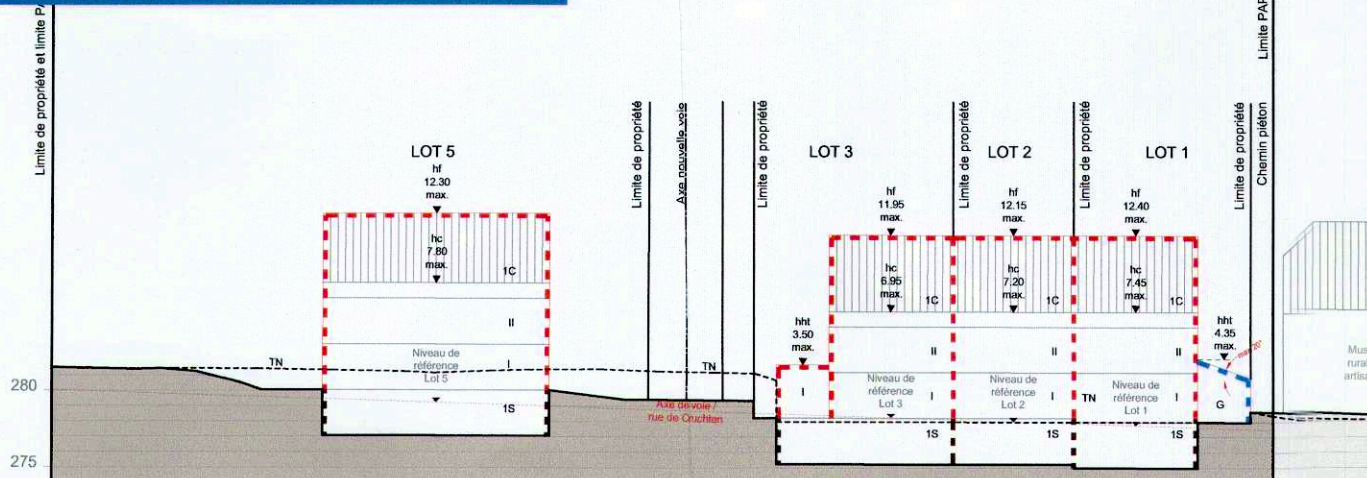 Limite de propriété et limite
Limite PAP
LOT 5
hf
12.30
max.
hc
7.80
max.
1C
II
Niveau de
référence
Lot 5
I
1S
TN
280
275
Limite de propriété
Axe nouvelle voie
Limite de propriété
TN
Axe de voie /
rue de Cruchten
LOT 3
hf
11.95
max.
hc
6.95
max.
1C
II
Niveau de
référence
Lot 3
I
1S
hht
3.50
max.
I
Limite de propriété
LOT 2
hf
12.15
max.
hc
7.20
max.
1C
II
Niveau de
référence
Lot 2
I
1S
Limite de propriété
LOT 1
hf
12.40
max.
hc
7.45
max.
1C
II
TN
Niveau de
référence
Lot 1
I
1S
hht
4.35
max.
max 20°
G
Limite de propriété
Chemin piéton
Mus
rural
artisa